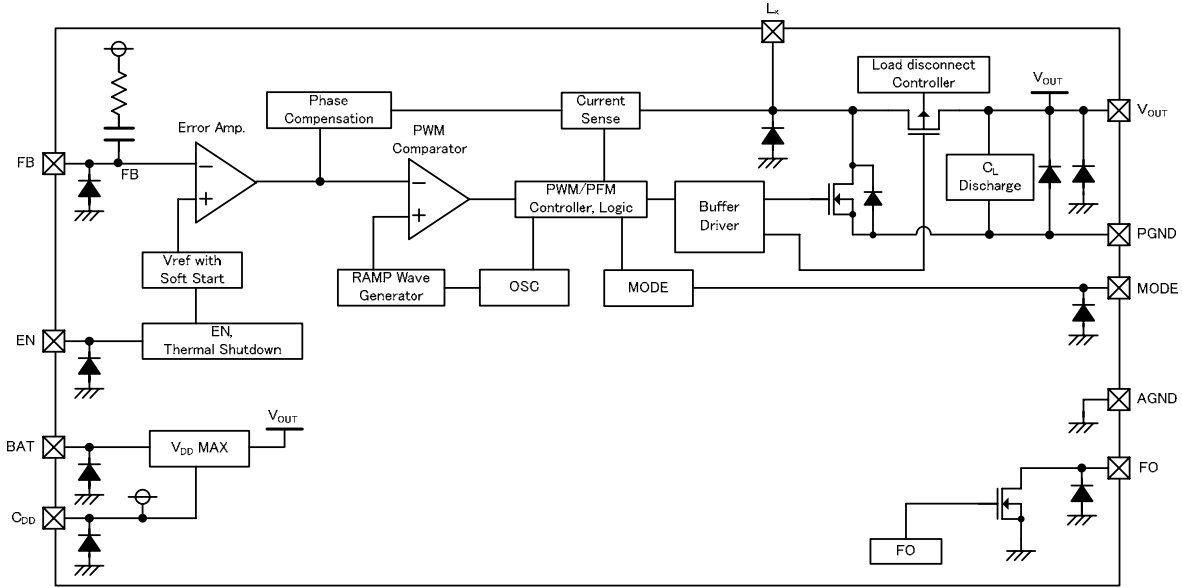 Lx
Load disconnect
Controller
VOUT
VOUT
Phase
Compensation
Current
Sense
Error Amp.
PWM
Comparator
FB
FB
CL
Discharge
PWM/PFM
Controller, Logic
Buffer
Driver
PGND
Vref with
Soft Start
RAMP Wave
Generator
OSC
MODE
MODE
EN
EN,
Thermal Shutdown
AGND
VOUT
BAT
VDD MAX
FO
CDD
FO